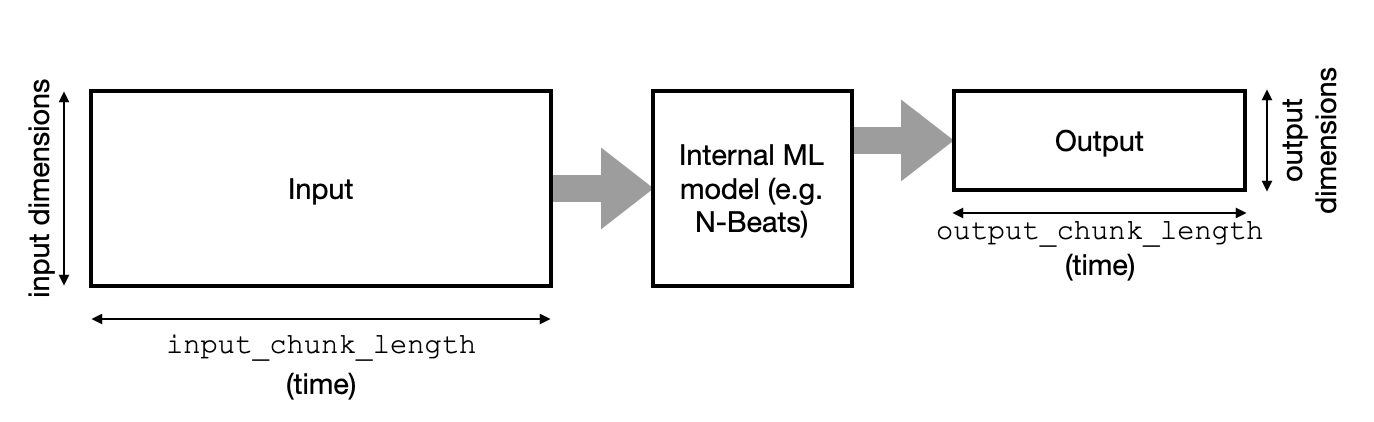 input dimensions
Input
input_chunk_length
(time)
Internal ML
model (e.g.
N-Beats)
Output
output_chunk_length
(time)
output
dimensions